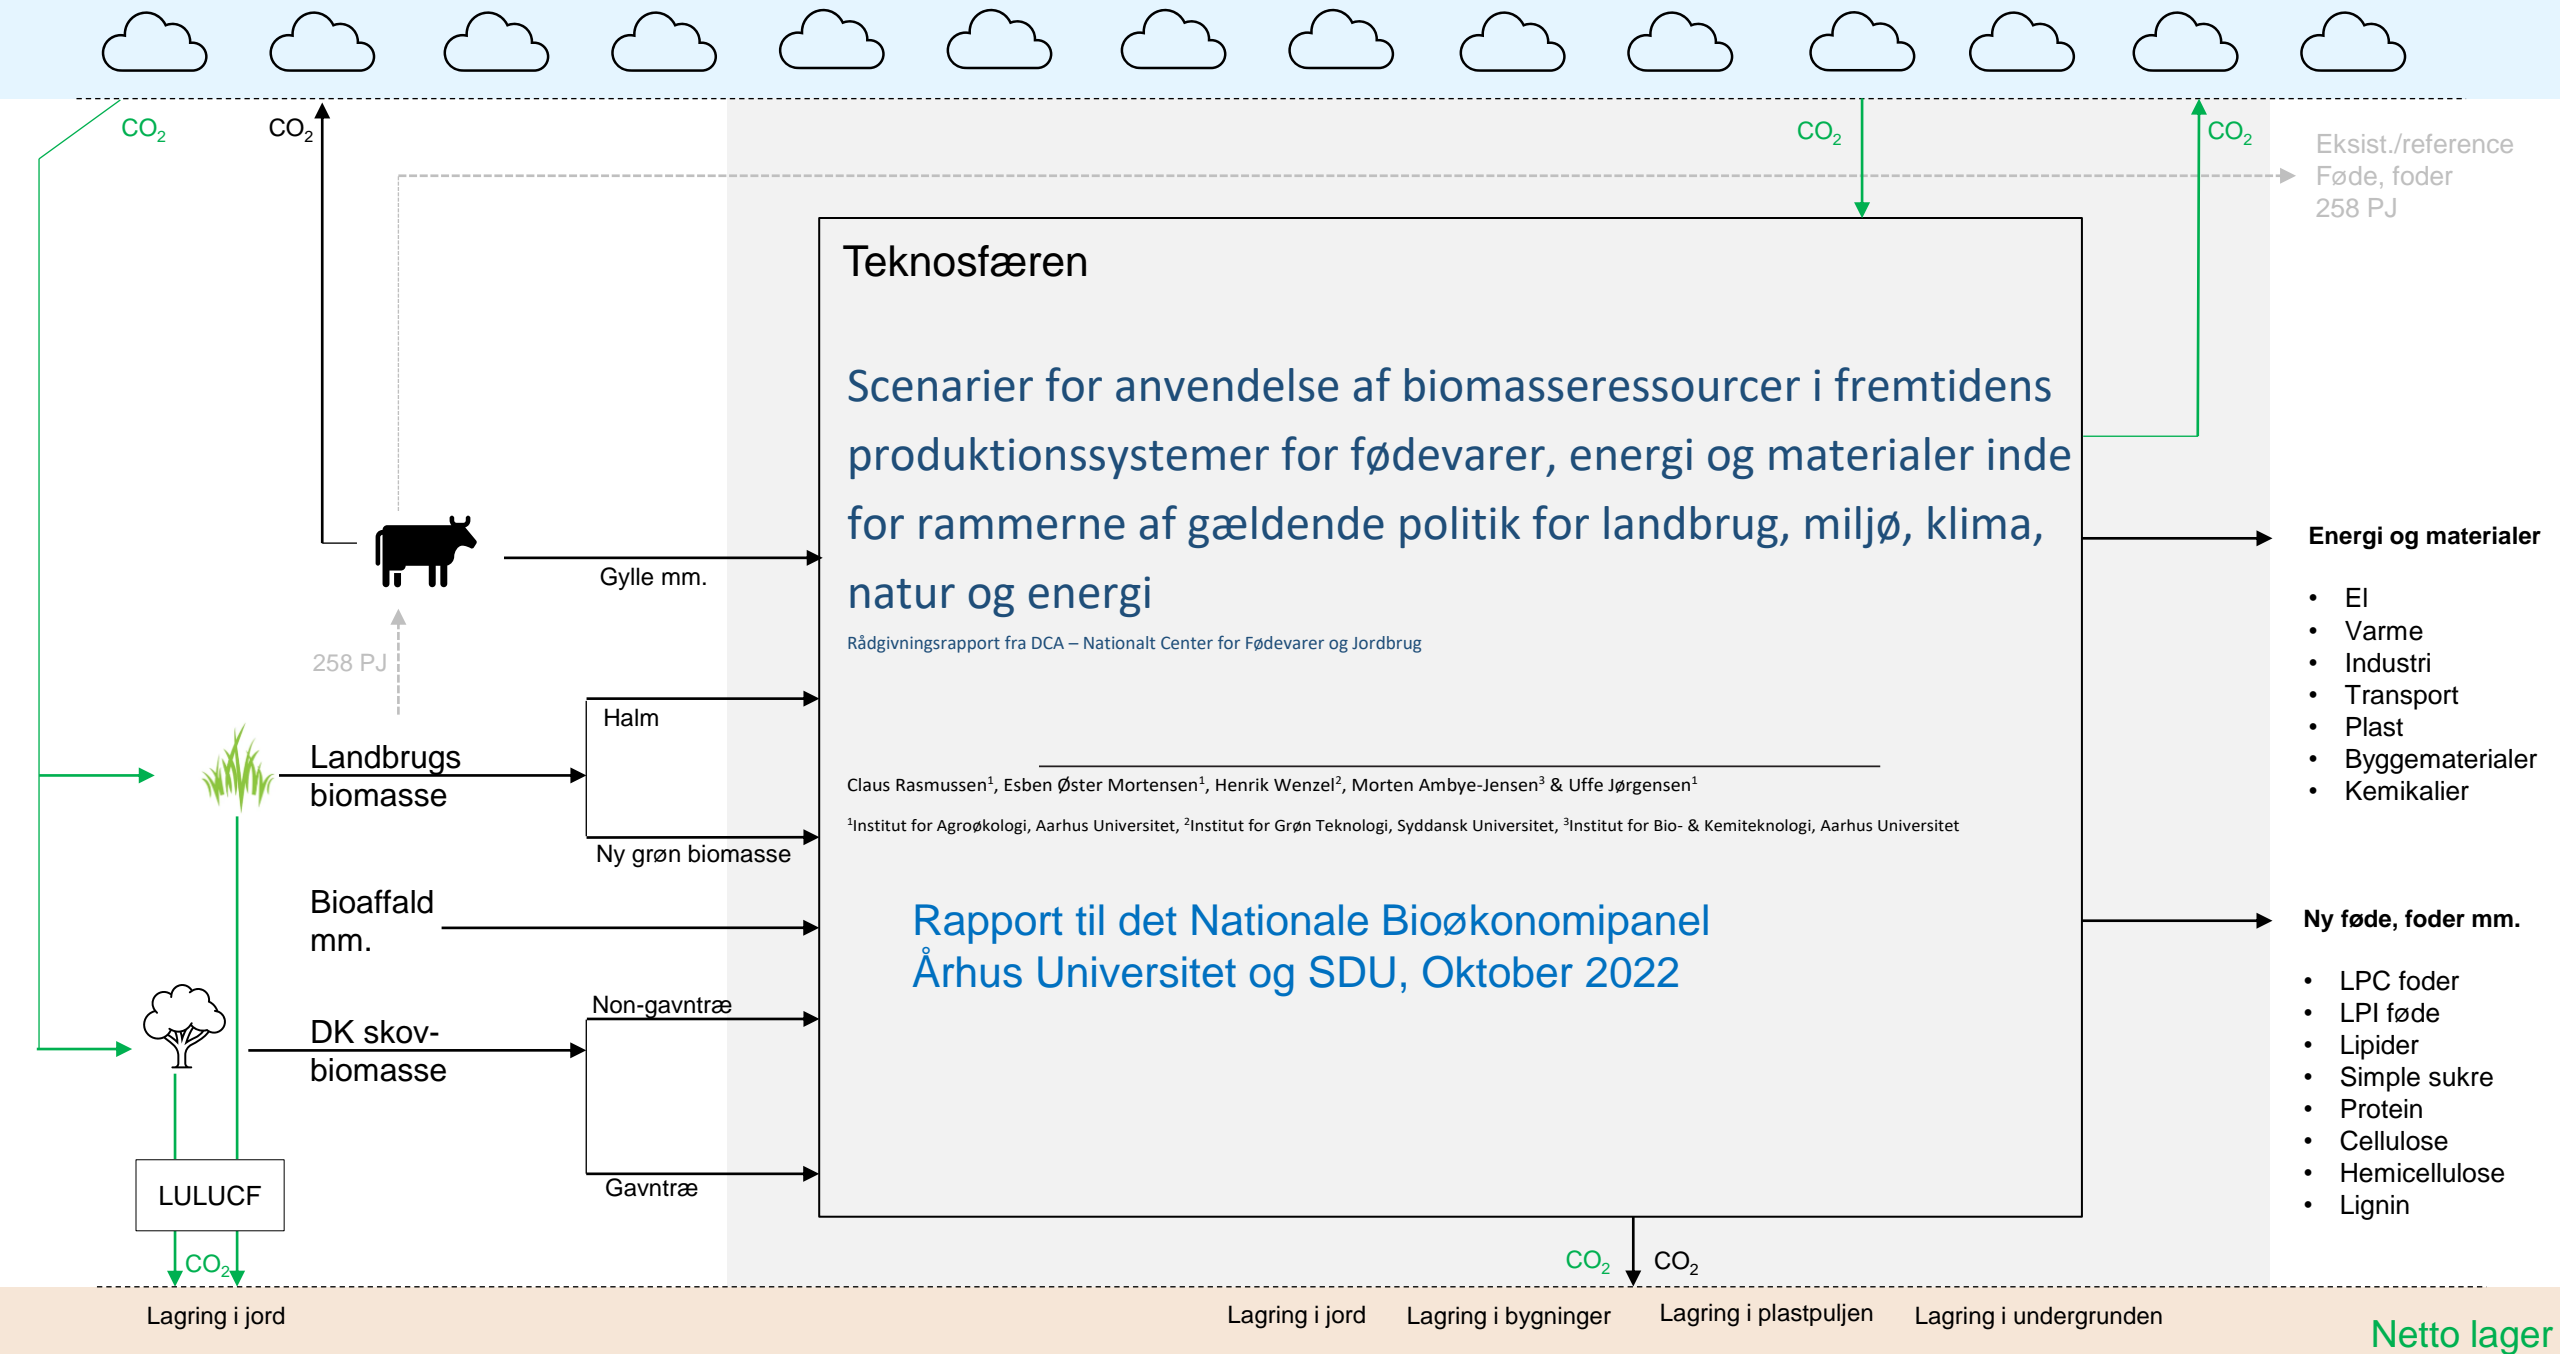 CO2
CO2
CO2
CO2
Eksist./reference
Føde, foder
258 PJ
Teknosfæren
Scenarier for anvendelse af biomasseressourcer i fremtidens
produktionssystemer for fødevarer, energi og materialer inde
for rammerne af gældende politik for landbrug, miljø, klima,
natur og energi
Rådgivningsrapport fra DCA – Nationalt Center for Fødevarer og Jordbrug
Claus Rasmussen1, Esben Øster Mortensen1, Henrik Wenzel2, Morten Ambye-Jensen3 & Uffe Jørgensen1
1Institut for Agroøkologi, Aarhus Universitet, 2Institut for Grøn Teknologi, Syddansk Universitet, 3Institut for Bio- & Kemiteknologi, Aarhus Universitet
Rapport til det Nationale Bioøkonomipanel
Århus Universitet og SDU, Oktober 2022
Gylle mm.
258 PJ
Halm
Landbrugs
biomasse
Ny grøn biomasse
Bioaffald
mm.
Non-gavntræ
DK skov-
biomasse
Gavntræ
LULUCF
CO2
Energi og materialer
• El
• Varme
• Industri
• Transport
• Plast
• Byggematerialer
• Kemikalier
Ny føde, foder mm.
• LPC foder
• LPI føde
• Lipider
• Simple sukre
• Protein
• Cellulose
• Hemicellulose
• Lignin
CO2
CO2
Lagring i jord
Lagring i jord
Lagring i bygninger
Lagring i plastpuljen
Lagring i undergrunden
Netto lager